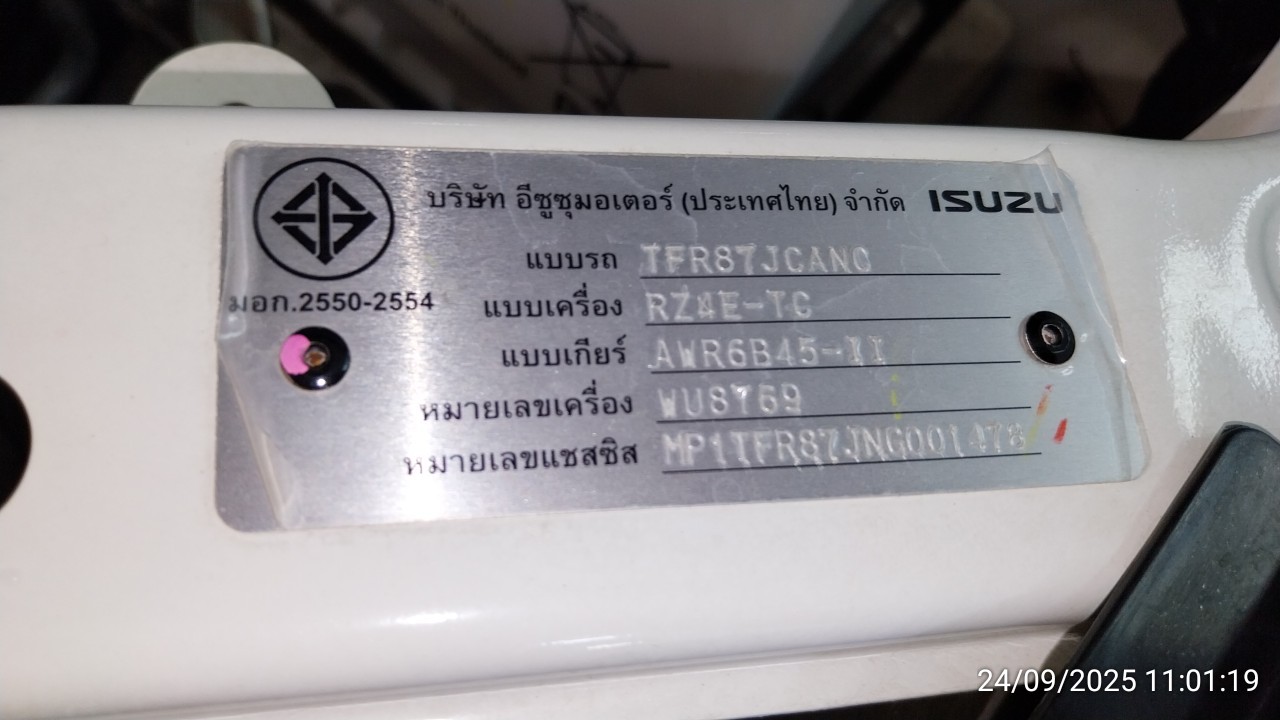 บริษัท อีซูซุมอเตอร์ (ประเทศไทย) จำกัด ISUZU
แบบรถ TFR87JCANC
มอก.2550-2554
แบบเครื่อง RZ4E-TC
แบบเกียร์ AWR6B45-II
หมายเลขเครื่อง WU8769
หมายเลขแชสซิส MP1TFR87JNG001478
24/09/2025 11:01:19